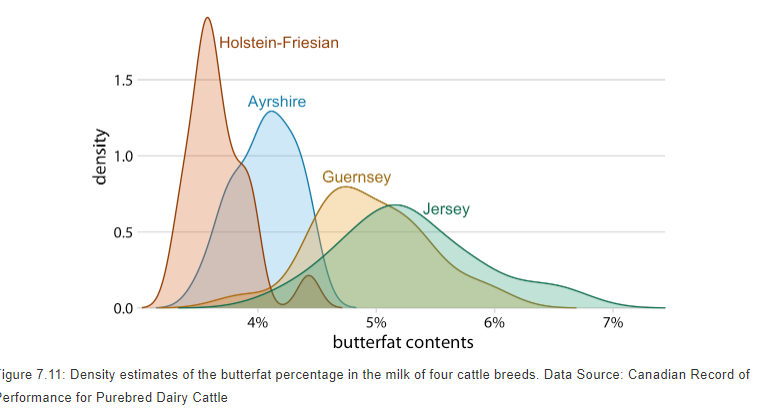 Holstein-Friesian
1.5
Ayrshire
1.0
density
Guernsey
Jersey
0.5
0.0
4%
5%
6%
7%
butterfat contents
igure 7.11: Density estimates of the butterfat percentage in the milk of four cattle breeds. Data Source: Canadian Record of
Performance for Purebred Dairy Cattle